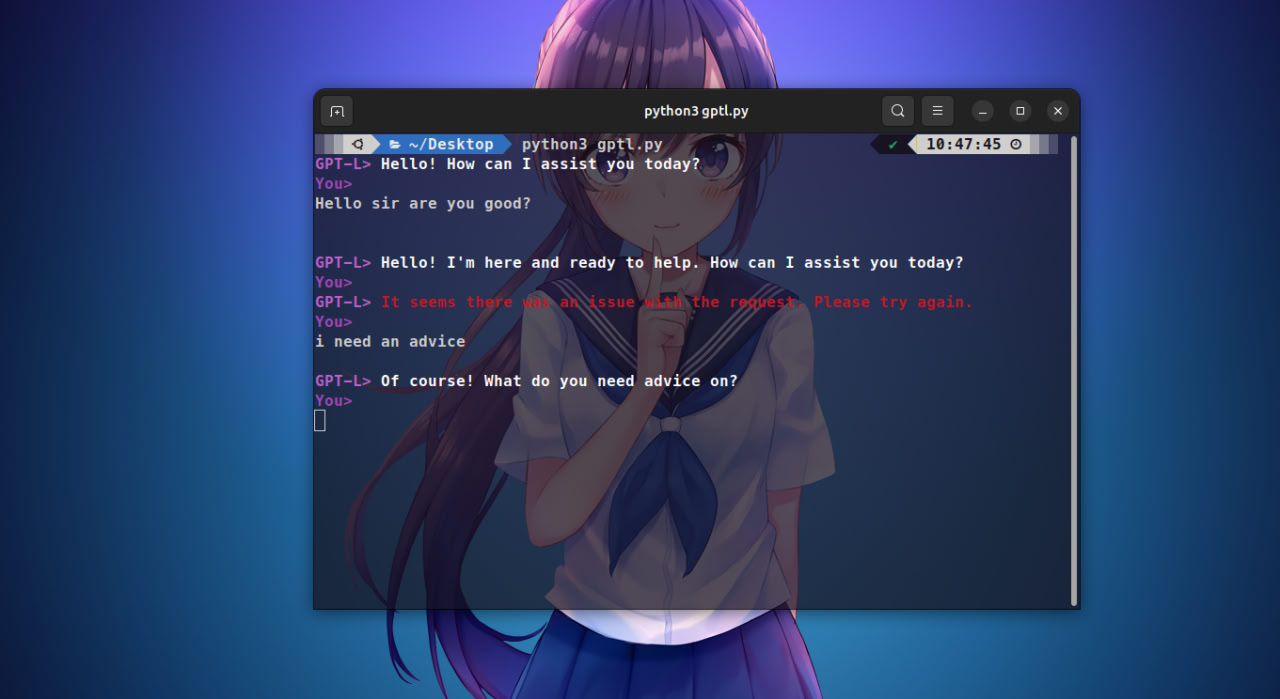 python3 gptl.py
~/Desktop python3 gptl.py 10:47:45
GPT-L> Hello! How can I assist you today?
You>
Hello sir are you good?
GPT-L> Hello! I'm here and ready to help. How can I assist you today?
You>
GPT-L> It seems there was an issue with the request. Please try again.
You>
i need an advice
GPT-L> Of course! What do you need advice on?
You>